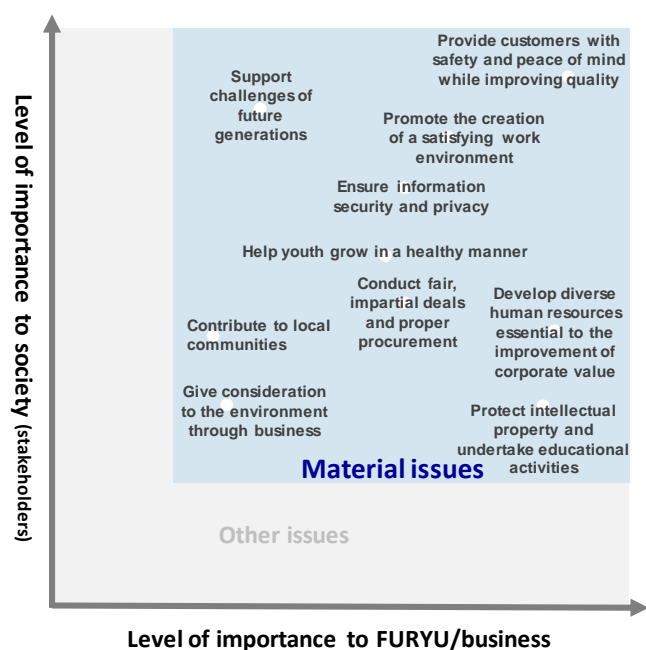 Provide customers with
safety and peace of mind
while improving quality
Support
challenges of
future
generations
Promote the creation
of a satisfying work
environment
Ensure information
security and privacy
Help youth grow in a healthy manner
Conduct fair,
impartial deals
and proper
procurement
Develop diverse
human resources
essential to the
improvement of
corporate value
Contribute to local
communities
Give consideration
to the environment
through business
Protect intellectual
property and
undertake educational
activities
Material issues
Other issues
Level of importance to society (stakeholders)
Level of importance to FURYU/business